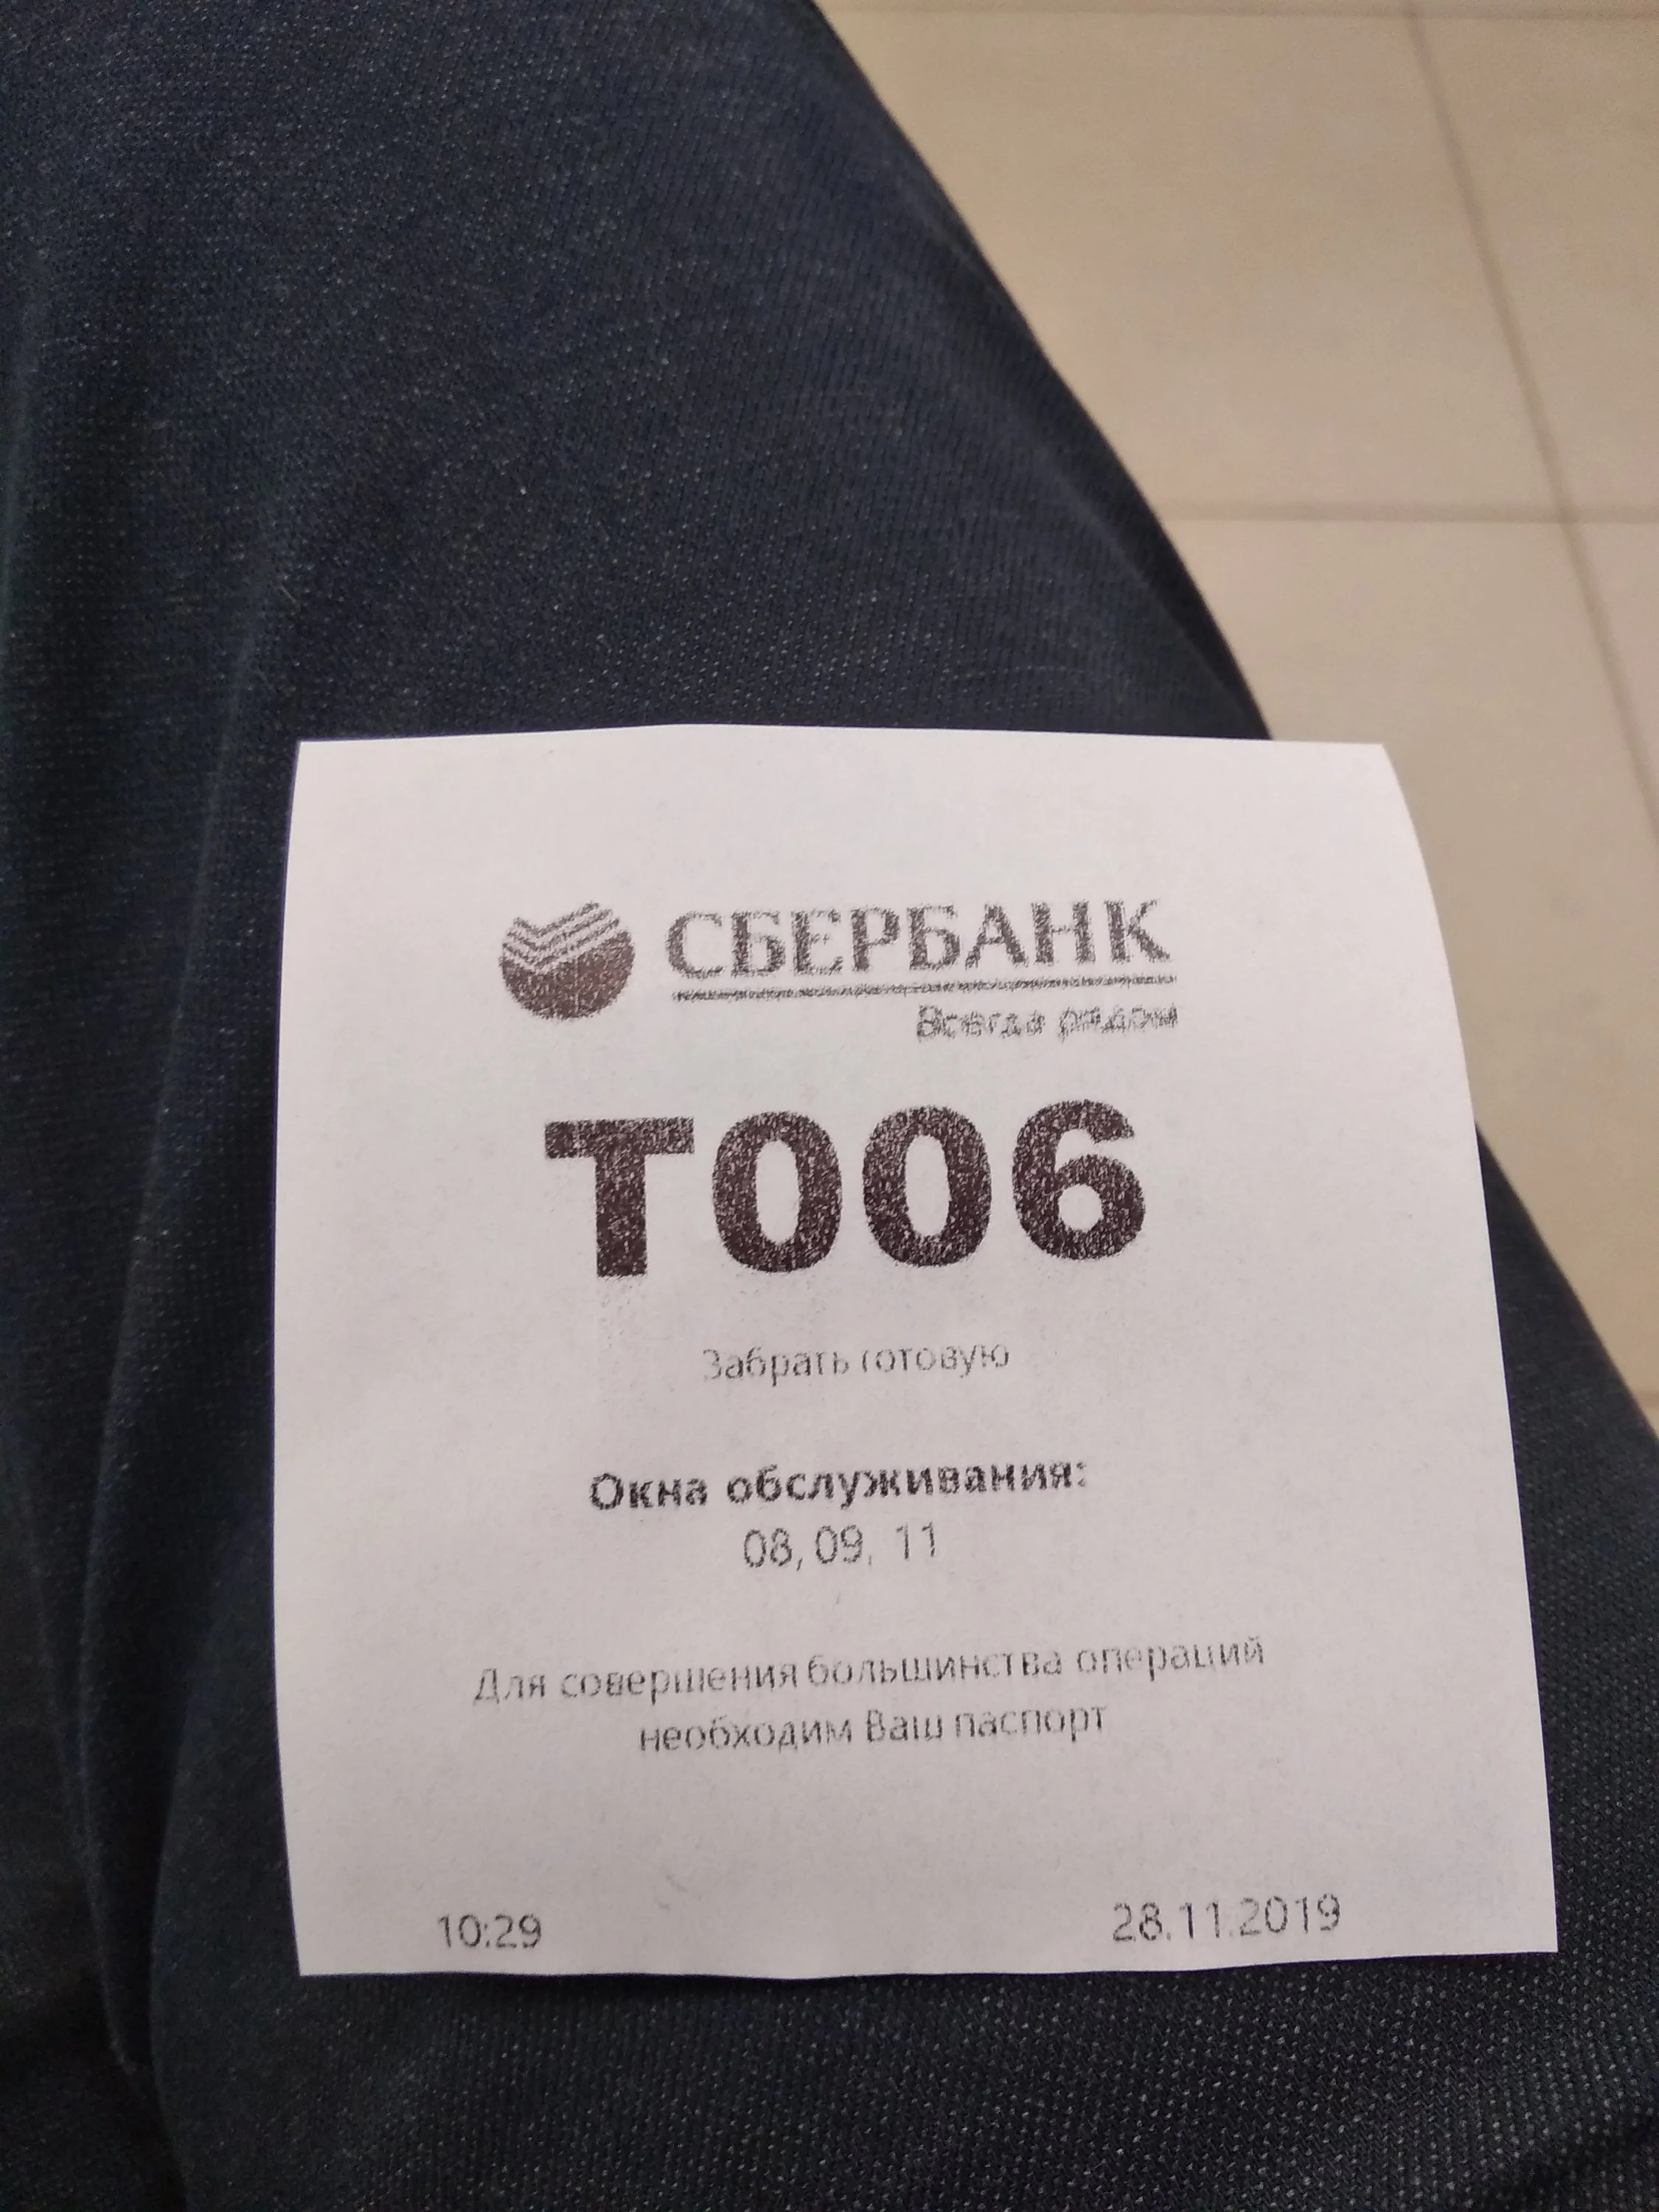 СБЕРБАНК
Всегда рядом
Т006
Забрать готовую
Окна обслуживания:
08, 09, 11
Для совершения большинства операций
необходим Ваш паспорт
10:29 28.11.2019